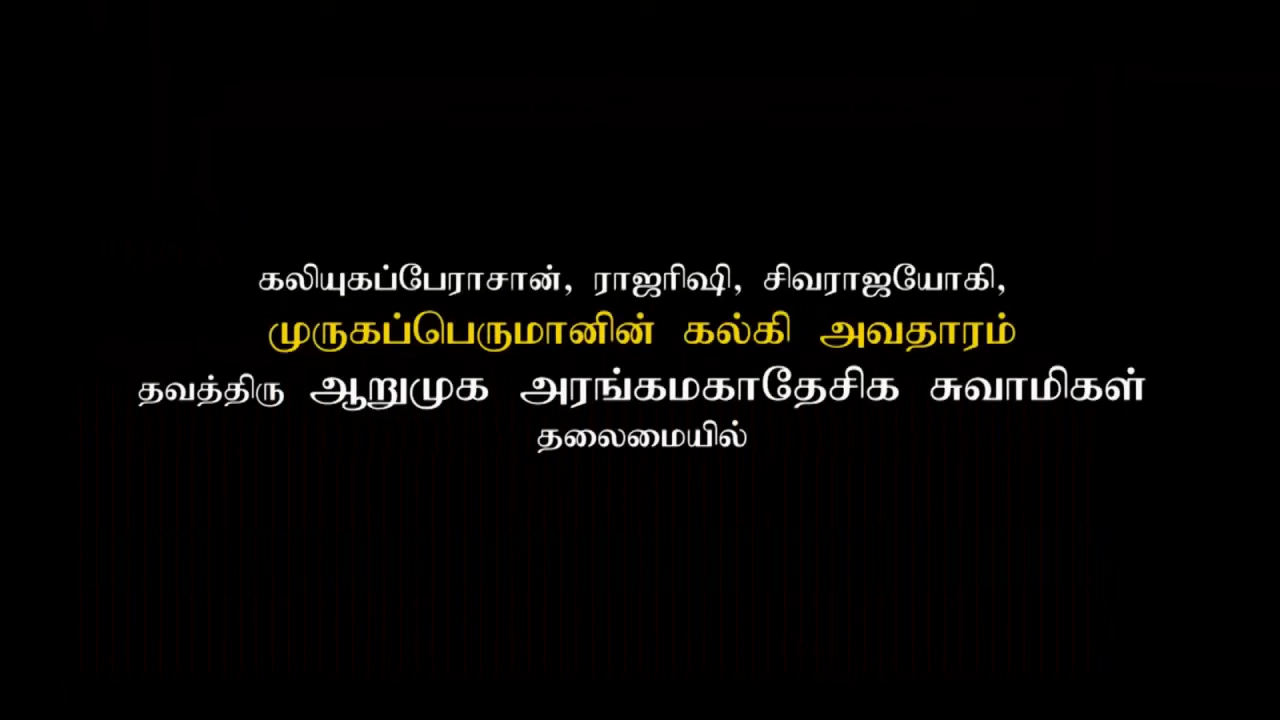 கலியுகப்பேராசான், ராஜரிஷி, சிவராஜயோகி,
முருகப்பெருமானின் கல்கி அவதாரம்
தவத்திரு ஆறுமுக அரங்கமகாதேசிக சுவாமிகள்
தலைமையில்